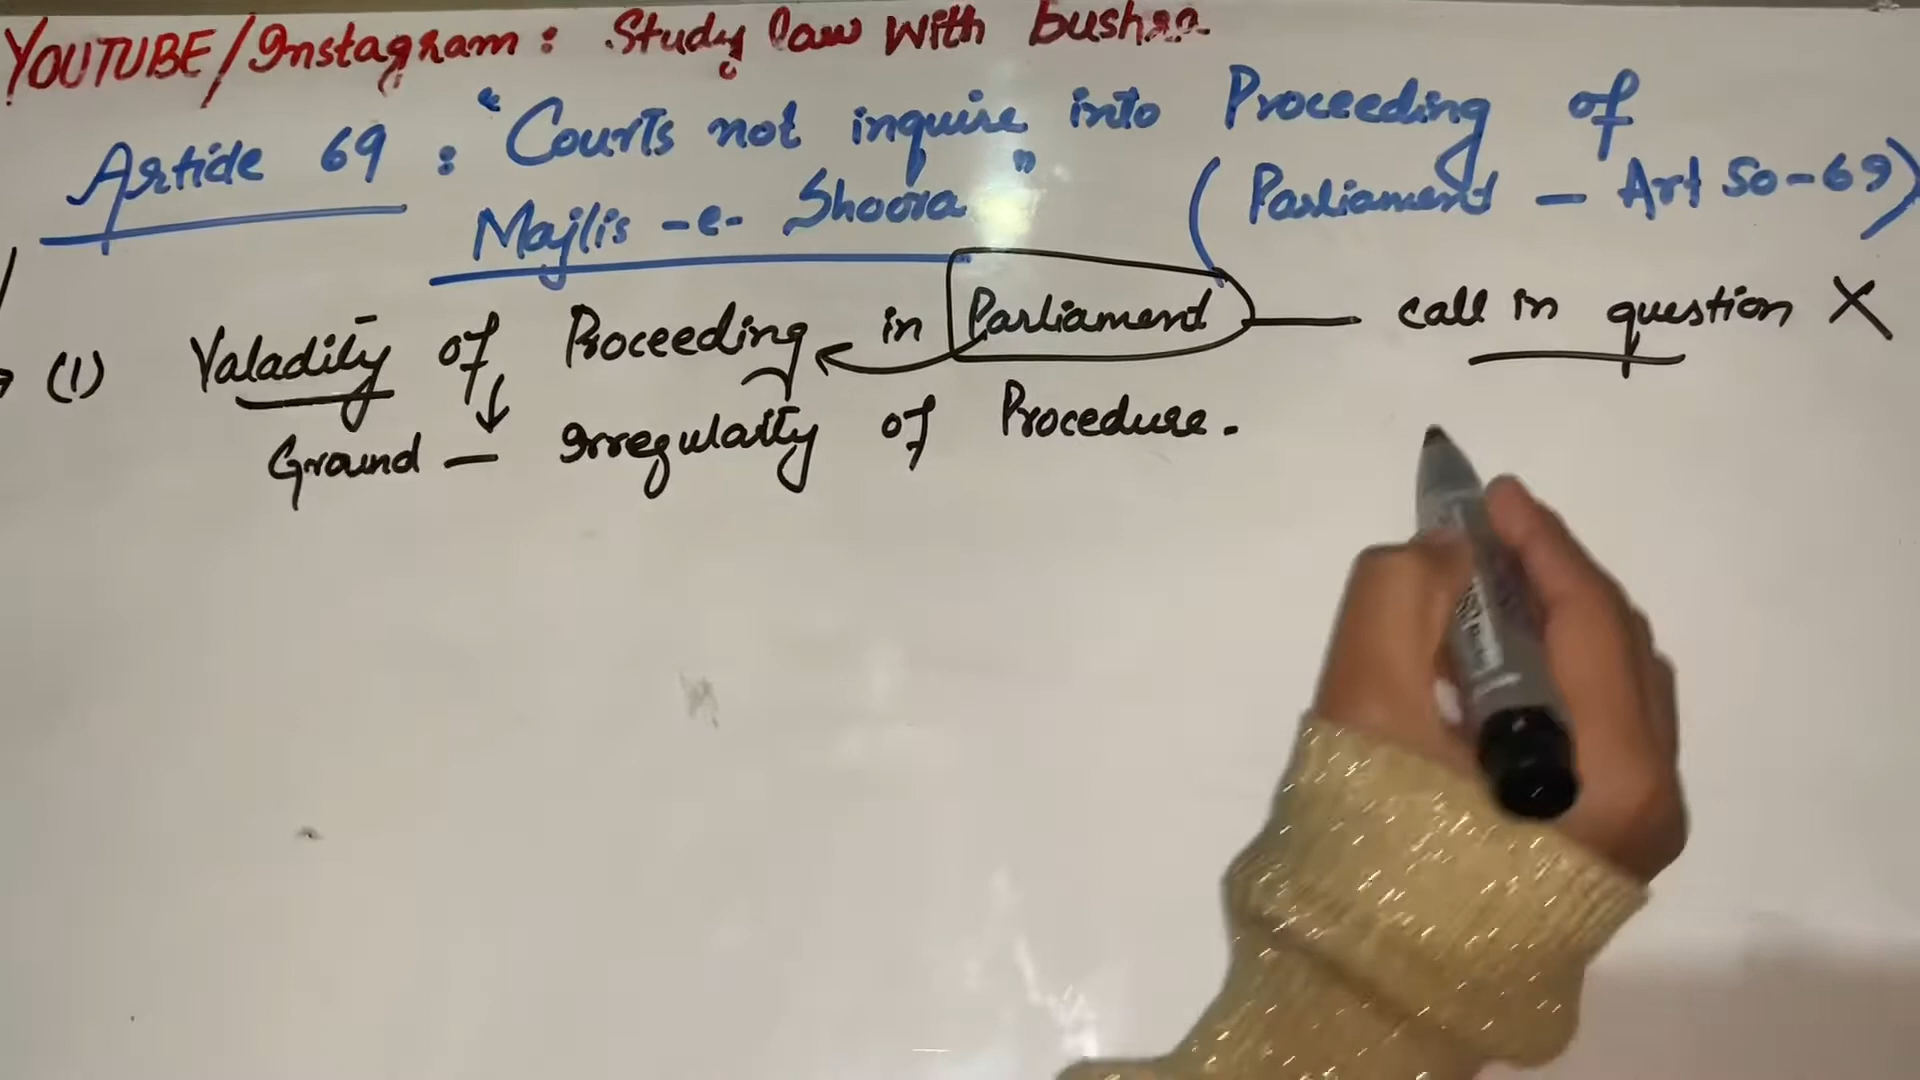 YOUTUBE/Instagram: Study law with bushra
Article 69: "Courts not inquire into Proceeding of
Majlis-e-Shoora" (Parliament - Art 50-69)
(1) Valadity of Proceeding in Parliament — call in question X
Ground - Irregularity of Procedure.